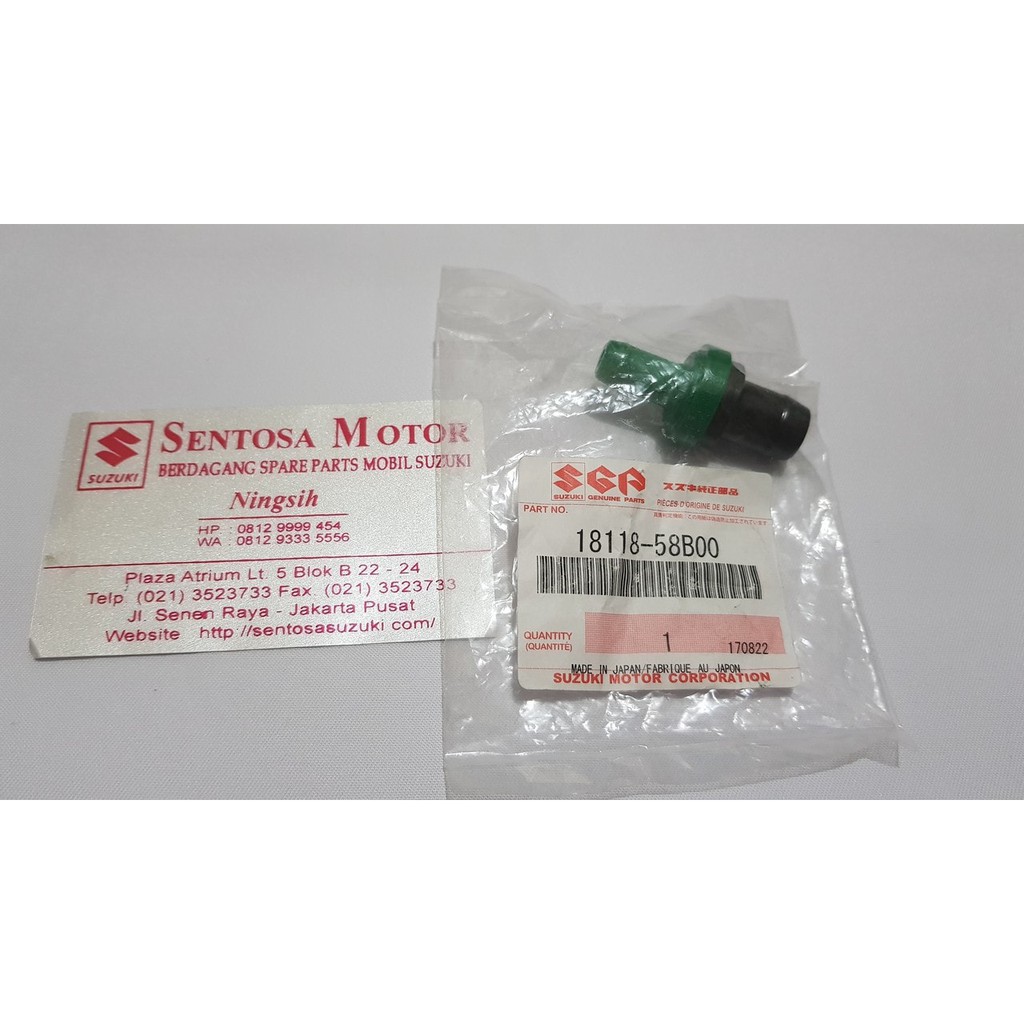 SUZUKI
SENTOSA MOTOR
BERDAGANG SPARE PARTS MOBIL SUZUKI
Ningsih
HP : 0812 9999 454
WA : 0812 9333 5556
Plaza Atrium Lt. 5 Blok B 22 - 24
Telp. (021) 3523733 Fax. (021) 3523733
Jl. Senen Raya - Jakarta Pusat
Website http://sentosasuzuki.com/
SUZUKI
SGP
GENUINE PARTS
スズキ純正部品
PIÈCES D'ORIGINE DE SUZUKI
PART NO.
18118-58B00
QUANTITY
(QUANTITÉ)
1
170822
MADE IN JAPAN/FABRIQUE AU JAPON
SUZUKI MOTOR CORPORATION